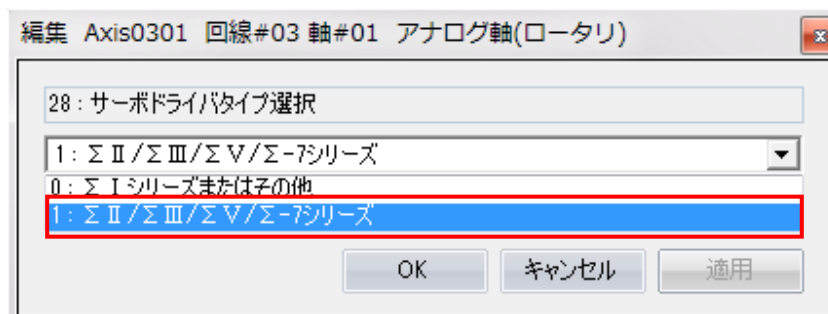 編集 Axis0301 回線#03 軸#01 アナログ軸(ロータリ)
28 : サーボドライバタイプ選択
1 : ΣⅡ/ΣⅢ/ΣⅤ/Σ-7シリーズ
0 : ΣⅠシリーズまたはその他
1 : ΣⅡ/ΣⅢ/ΣⅤ/Σ-7シリーズ
OK キャンセル 適用